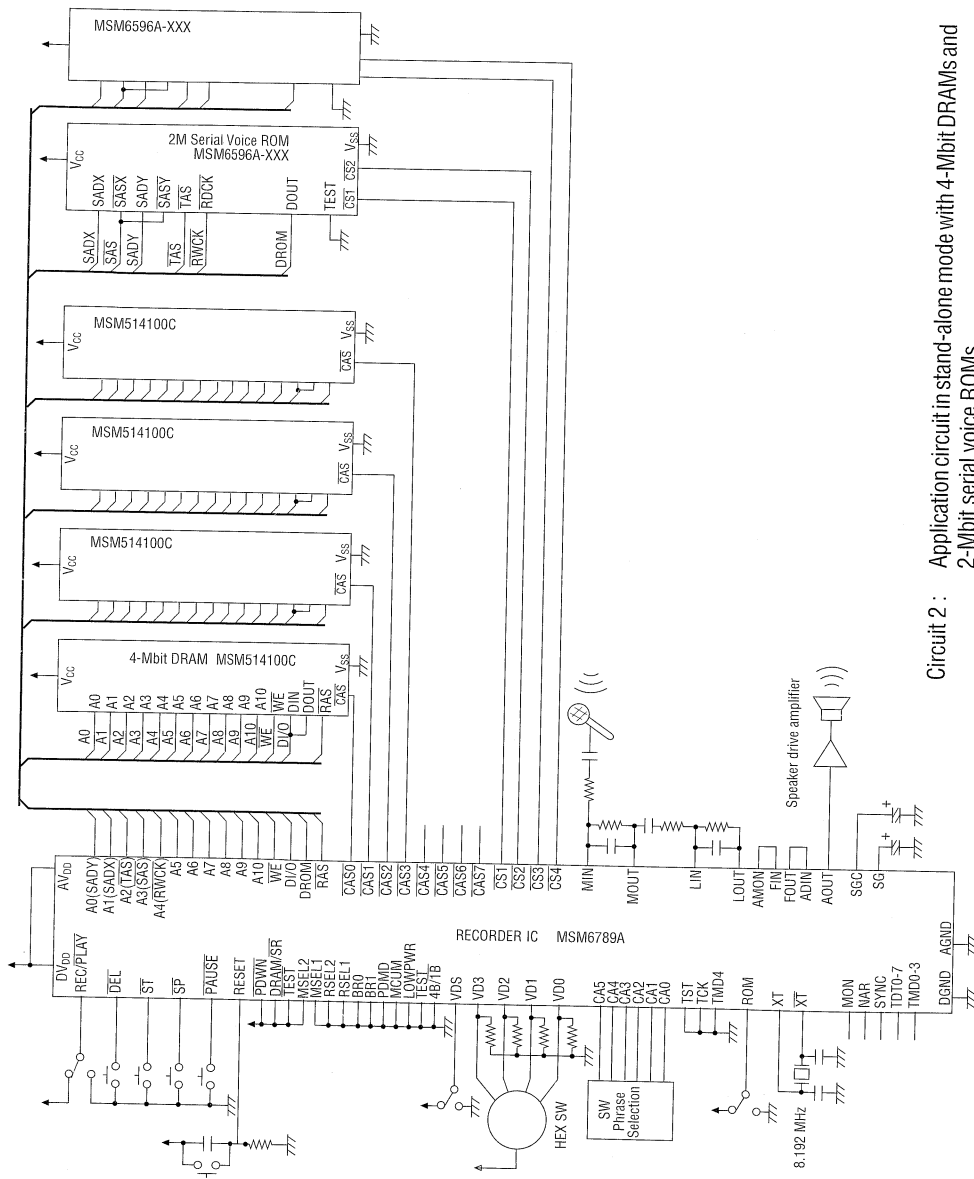 MSM6596A-XXX
VCC
2M Serial Voice ROM
MSM6596A-XXX
SADX
SASX
SADY
SASY
TAS
RDCK
DOUT
TEST
CS1
CS2
VSS
SADX
SAS
SADY
TAS
RWCK
DROM
VCC
MSM514100C
CAS
VSS
VCC
MSM514100C
CAS
VSS
VCC
MSM514100C
CAS
VSS
VCC
4-Mbit DRAM MSM514100C
A0
A1
A2
A3
A4
A5
A6
A7
A8
A9
A10
WE
DIN
DOUT
RAS
CAS
VSS
A0
A1
A2
A3
A4
A5
A6
A7
A8
A9
A10
WE
DI/O
RAS
DVDD
AVDD
A0(SADY)
A1(SADX)
A2(TAS)
A3(SAS)
A4(RWCK)
A5
A6
A7
A8
A9
A10
WE
DI/O
DROM
RAS
CAS0
CAS1
CAS2
CAS3
CAS4
CAS5
CAS6
CAS7
CS1
CS2
CS3
CS4
MIN
MOUT
LIN
LOUT
AMON
FIN
FOUT
ADIN
AOUT
SGC
SG
AGND
DGND
RECORDER IC MSM6789A
REC/PLAY
DEL
ST
SP
PAUSE
RESET
PDWN
DRAM/SR
TEST
MSEL2
MSEL1
RSEL2
RSEL1
BR0
BR1
PDMD
MCUM
LOWPWR
TEST
4B/1B
VDS
VD3
VD2
VD1
VD0
CA5
CA4
CA3
CA2
CA1
CA0
TST
TCK
TMD4
ROM
XT
XT
MON
NAR
SYNC
TDT0-7
TMD0-3
HEX SW
SW
Phrase
Selection
8.192 MHz
Speaker drive amplifier
+
+
Circuit 2 : Application circuit in stand-alone mode with 4-Mbit DRAMs and
2-Mbit serial voice ROMs